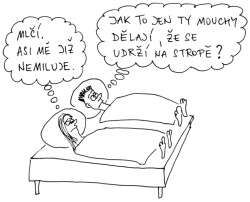 MLČÍ.
ASI MĚ JIŽ
NEMILUJE.
JAK TO JEN TY MOUCHY
DĚLAJÍ, ŽE SE
UDRŽÍ NA STROPĚ?